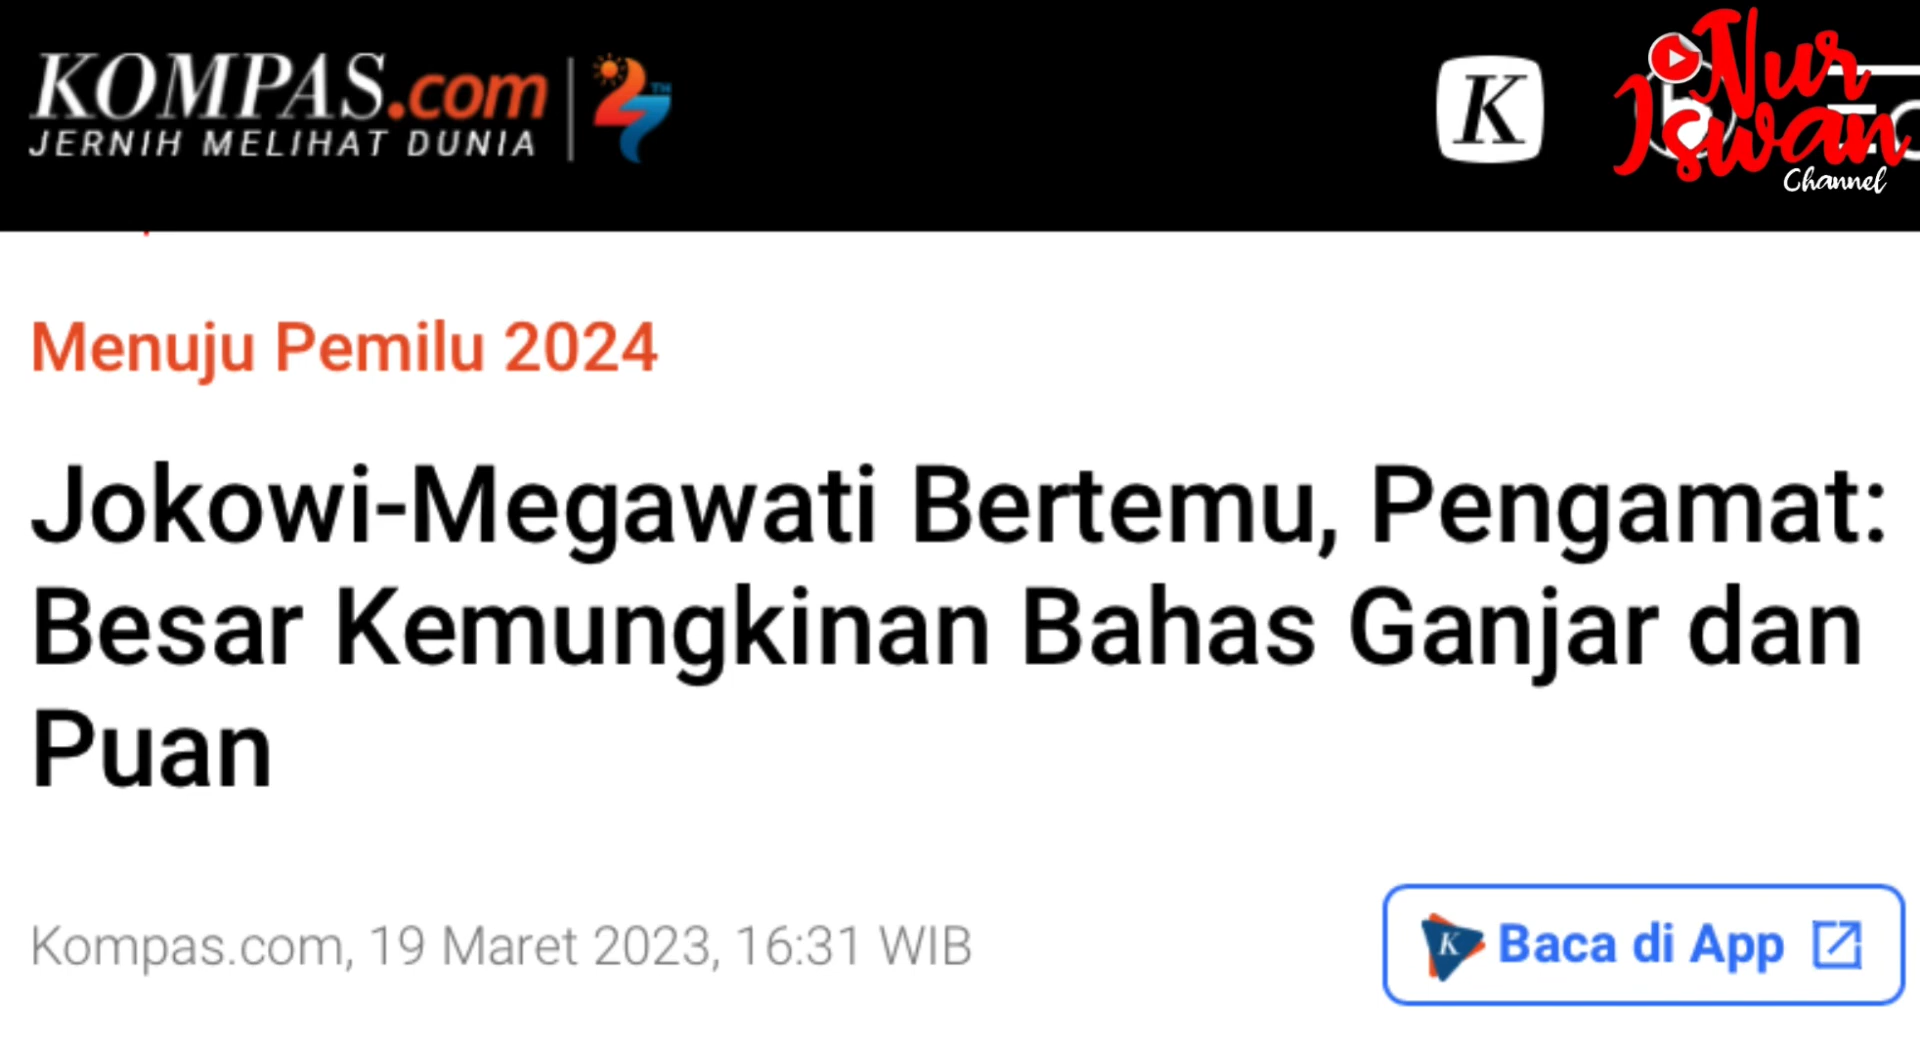 KOMPAS.com 27TH
JERNIH MELIHAT DUNIA
K
Nur
Iswan
Channel
Menuju Pemilu 2024
Jokowi-Megawati Bertemu, Pengamat:
Besar Kemungkinan Bahas Ganjar dan
Puan
Kompas.com, 19 Maret 2023, 16:31 WIB
K Baca di App